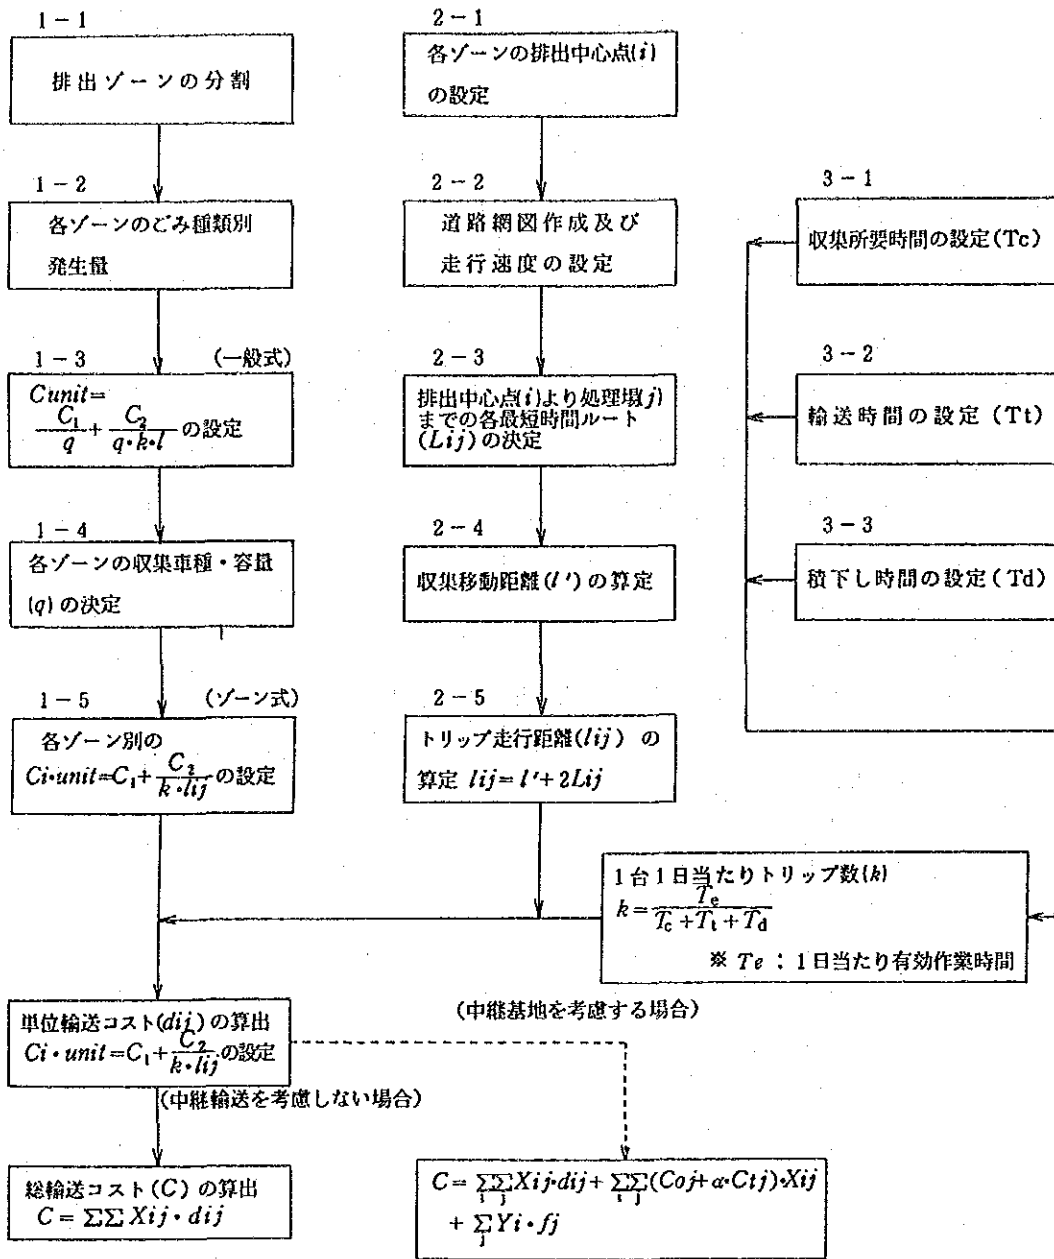 1－1
排出ゾーンの分割
1－2
各ゾーンのごみ種類別
発生量
1－3 (一般式)
Cunit=
C₁/q + C₂/q・k・l の設定
1－4
各ゾーンの収集車種・容量
(q) の決定
1－5 (ゾーン式)
各ゾーン別の
Ci・unit=C₁+C₂/k・lij の設定
2－1
各ゾーンの排出中心点(i)
の設定
2－2
道路網図作成及び
走行速度の設定
2－3
排出中心点(i)より処理場(j)
までの各最短時間ルート
(Lij) の決定
2－4
収集移動距離(l') の算定
2－5
トリップ走行距離(lij) の
算定 lij=l'+2Lij
3－1
収集所要時間の設定(Tc)
3－2
輸送時間の設定 (Tt)
3－3
積下し時間の設定(Td)
1台1日当たりトリップ数(k)
k=Te/Tc+Tt+Td
※ Te：1日当たり有効作業時間
単位輸送コスト(dij) の算出
Ci・unit=C₁+C₂/k・lij の設定
(中継基地を考慮する場合)
(中継輸送を考慮しない場合)
総輸送コスト(C) の算出
C=ΣΣ Xij・dij
C=Σi Σj Xij・dij+Σi Σj (Coj+α・Ctj)・Xij
+Σj Yi・fj